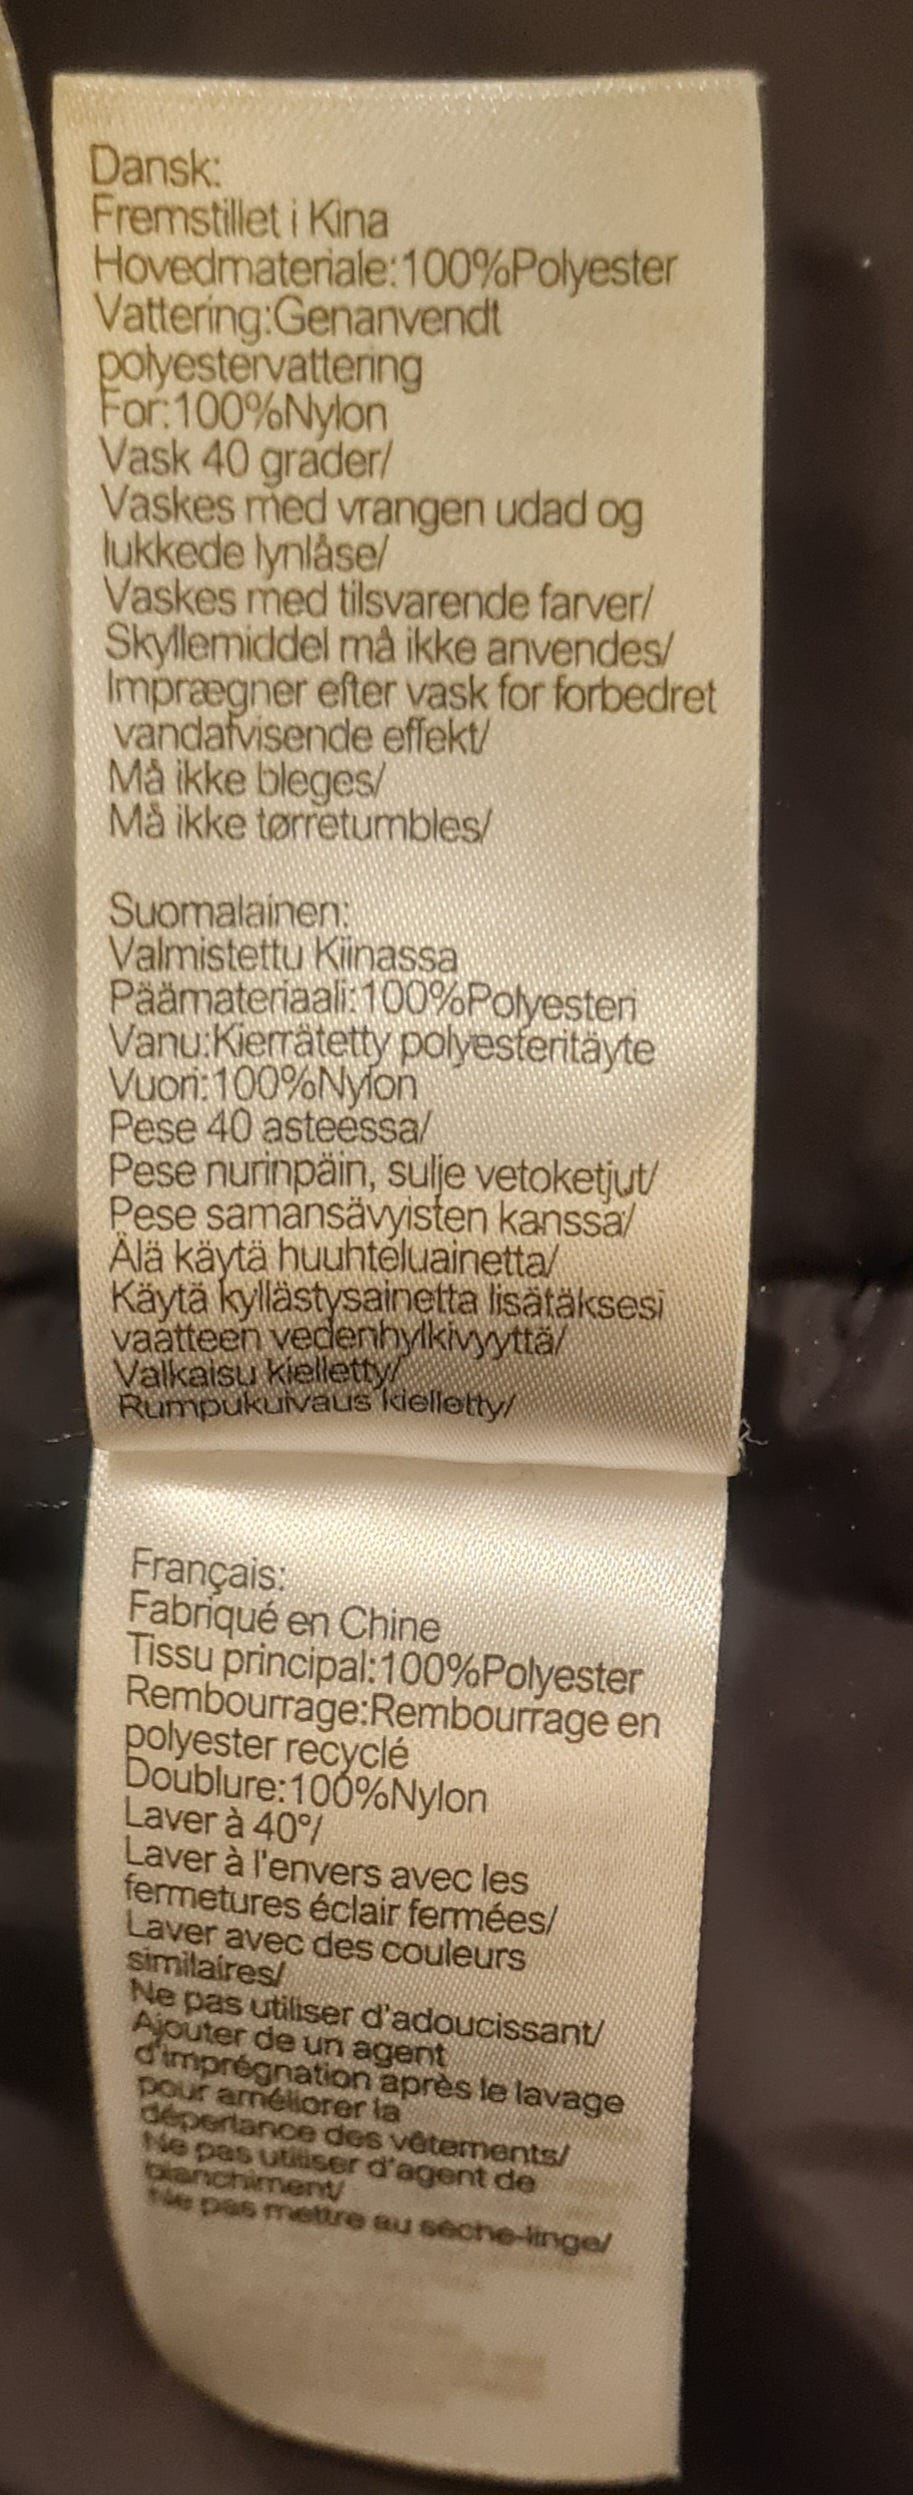 Dansk:
Fremstillet i Kina
Hovedmateriale:100%Polyester
Vattering:Genanvendt
polyestervattering
For:100%Nylon
Vask 40 grader/
Vaskes med vrangen udad og
lukkede lynlåse/
Vaskes med tilsvarende farver/
Skyllemiddel må ikke anvendes/
Imprægner efter vask for forbedret
vandafvisende effekt/
Må ikke bleges/
Må ikke tørretumbles/
Suomalainen:
Valmistettu Kiinassa
Päämateriaali:100%Polyesteri
Vanu:Kierrätetty polyesteritäyte
Vuori:100%Nylon
Pese 40 asteessa/
Pese nurinpäin, sulje vetoketjut/
Pese samansävyisten kanssa/
Älä käytä huuhteluainetta/
Käytä kyllästysainetta lisätäksesi
vaatteen vedenhylkivyyttä/
Valkaisu kielletty/
Rumpukuivaus kielletty/
Français:
Fabriqué en Chine
Tissu principal:100%Polyester
Rembourrage:Rembourrage en
polyester recyclé
Doublure:100%Nylon
Laver à 40°/
Laver à l'envers avec les
fermetures éclair fermées/
Laver avec des couleurs
similaires/
Ne pas utiliser d'adoucissant/
Ajouter de un agent
d'imprégnation après le lavage
pour améliorer la
déperlance des vêtements/
Ne pas utiliser d'agent de
blanchiment/
Ne pas mettre au sèche-linge/